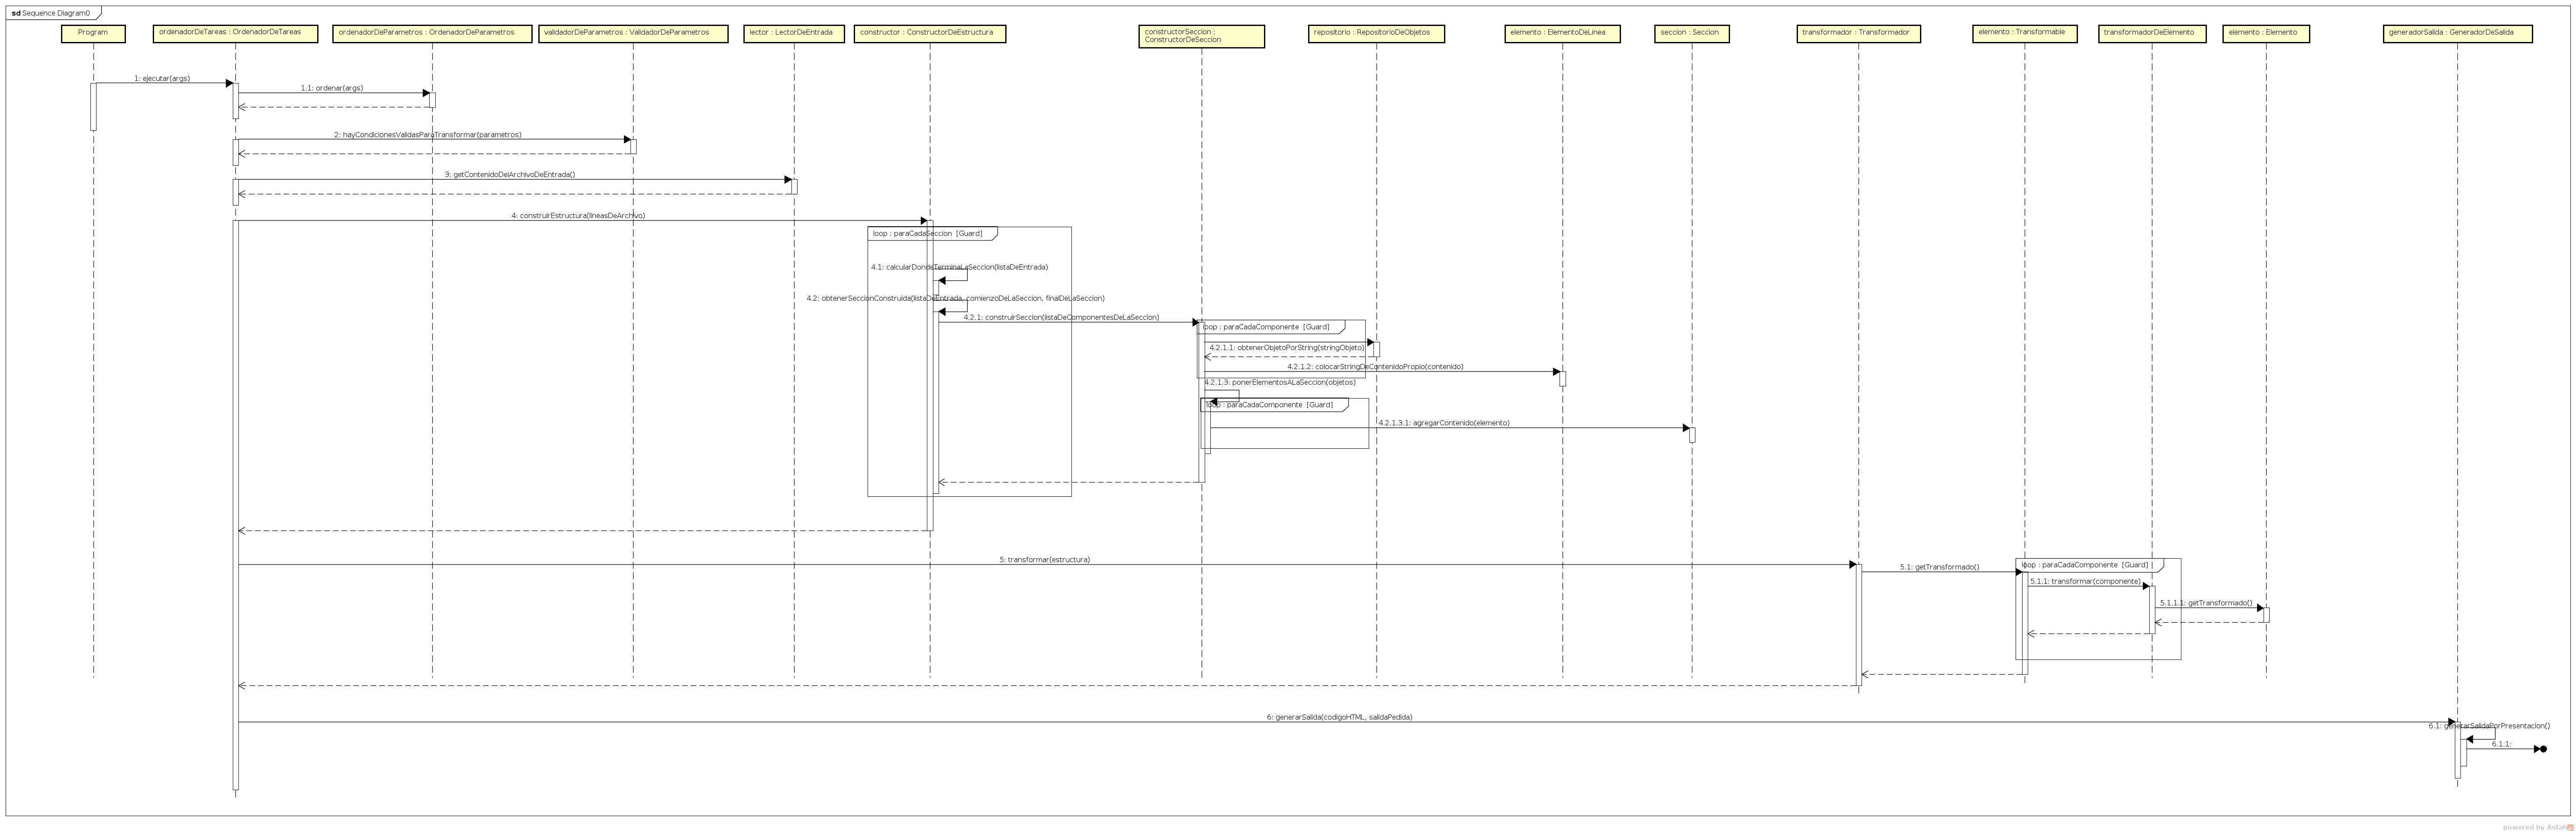 sd Sequence Diagram0
Program
ordenadorDeTareas : OrdenadorDeTareas
ordenadorDeParametros : OrdenadorDeParametros
validadorDeParametros : ValidadorDeParametros
lector : LectorDeEntrada
constructor : ConstructorDeEstructura
constructorSeccion :
ConstructorDeSeccion
repositorio : RepositorioDeObjetos
elemento : ElementoDeLinea
seccion : Seccion
transformador : Transformador
elemento : Transformable
transformadorDeElemento
elemento : Elemento
generadorSalida : GeneradorDeSalida
1: ejecutar(args)
1.1: ordenar(args)
2: hayCondicionesValidasParaTransformar(parametros)
3: getContenidoDelArchivoDeEntrada()
4: construirEstructura(lineasDeArchivo)
loop : paraCadaSeccion [Guard]
4.1: calcularDondeTerminaLaSeccion(listaDeEntrada)
4.2: obtenerSeccionConstruida(listaDeEntrada, comienzoDeLaSeccion, finalDeLaSeccion)
4.2.1: construirSeccion(listaDeComponentesDeLaSeccion)
loop : paraCadaComponente [Guard]
4.2.1.1: obtenerObjetoPorString(stringObjeto)
4.2.1.2: colocarStringDeContenidoPropio(contenido)
4.2.1.3: ponerElementosALaSeccion(objetos)
loop : paraCadaComponente [Guard]
4.2.1.3.1: agregarContenido(elemento)
5: transformar(estructura)
loop : paraCadaComponente [Guard]
5.1: getTransformado()
5.1.1: transformar(componente)
5.1.1.1: getTransformado()
6: generarSalida(codigoHTML, salidaPedida)
6.1: generarSalidaPorPresentacion()
6.1.1:
powered by Astah